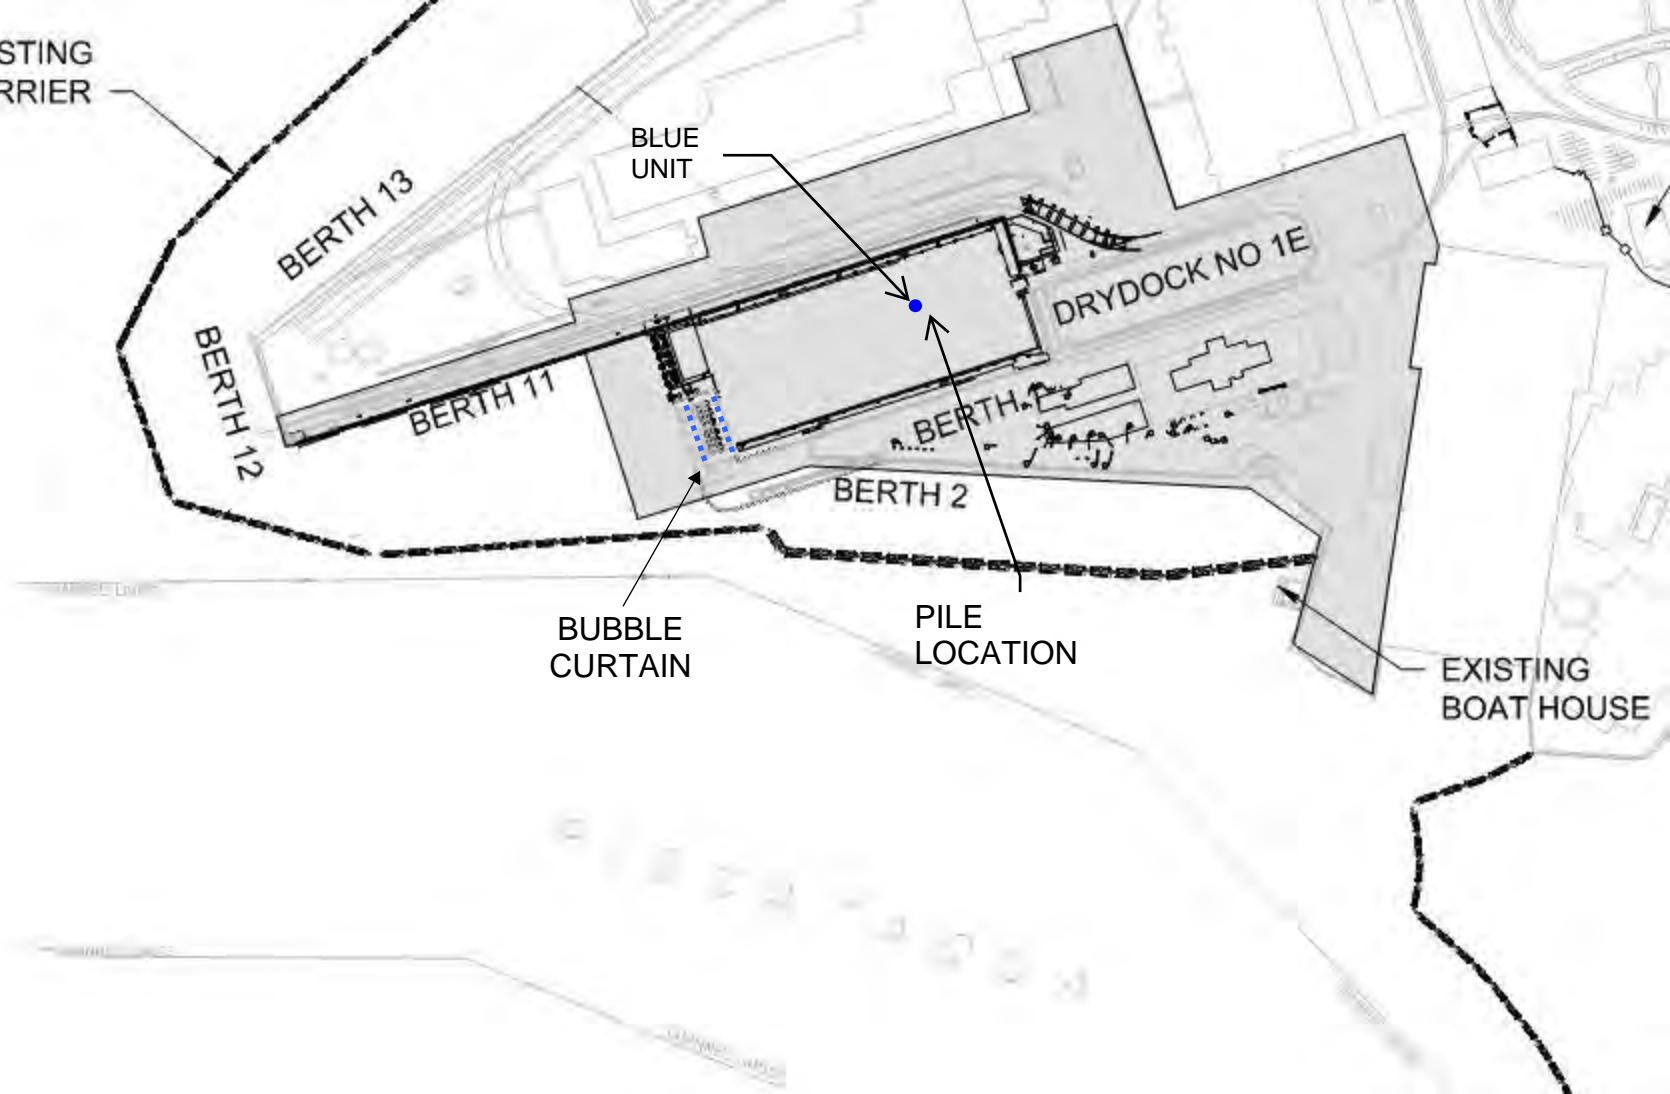 STING
RRIER
BLUE
UNIT
BERTH 13
BERTH 12
BERTH 11
DRYDOCK NO 1E
BERTH
BERTH 2
BUBBLE
CURTAIN
PILE
LOCATION
EXISTING
BOAT HOUSE